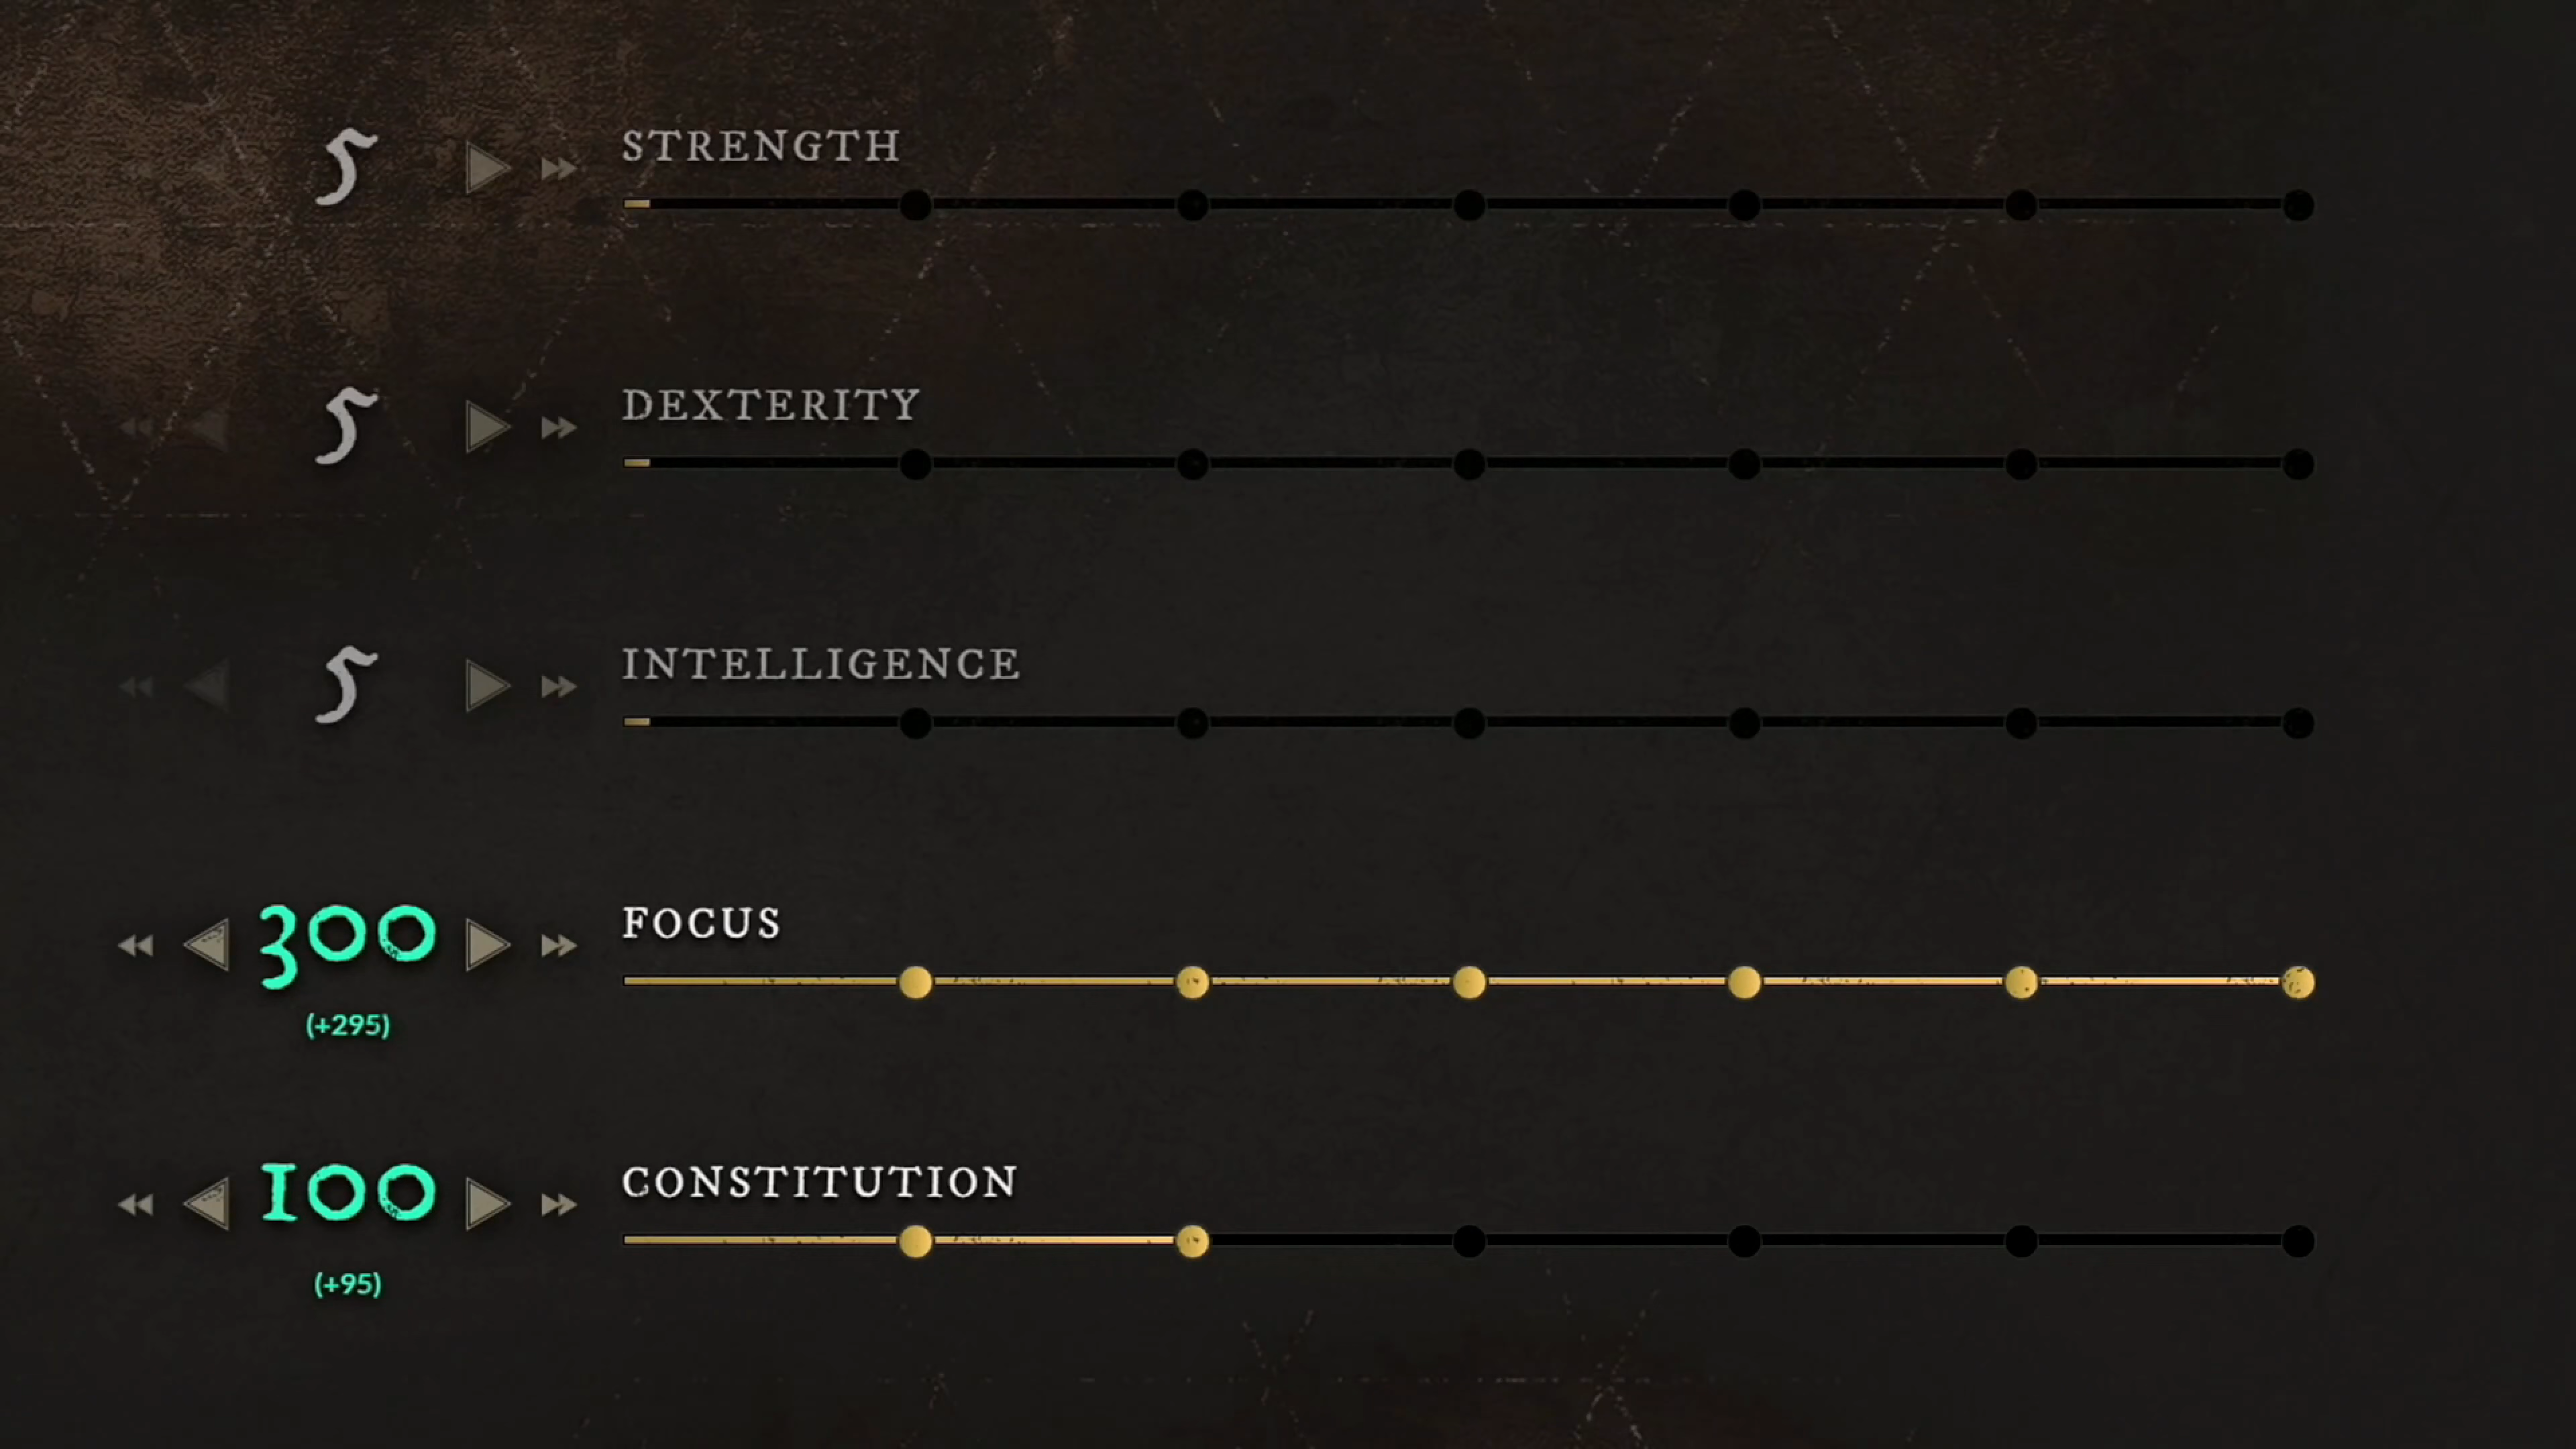 5 STRENGTH
5 DEXTERITY
5 INTELLIGENCE
300 FOCUS
(+295)
100 CONSTITUTION
(+95)